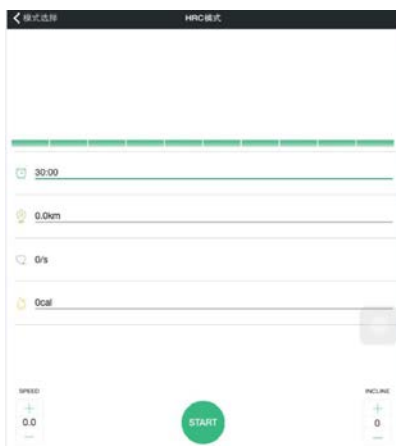 模式选择
HRC模式
30:00
0.0km
0/s
0cal
SPEED
+
0.0
−
START
INCLINE
+
0
−